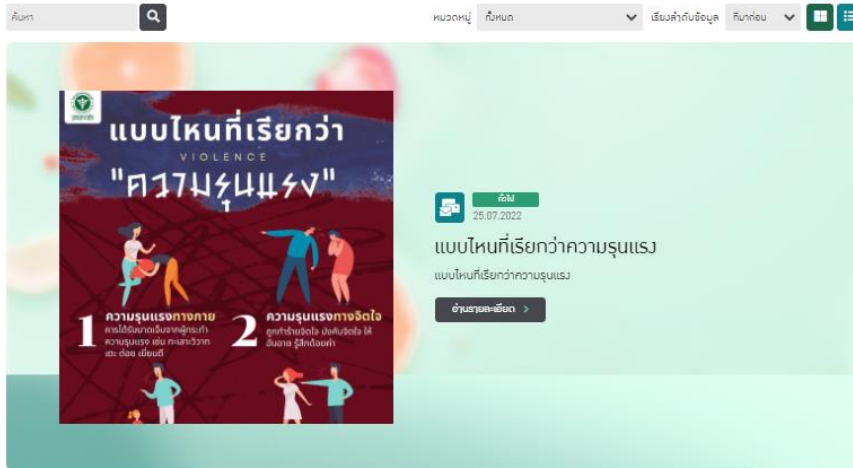 ค้นหา
หมวดหมู่ ทั้งหมด เรียงลำดับข้อมูล ที่มาก่อน
แบบไหนที่เรียกว่า
VIOLENCE
"ความรุนแรง"
1 ความรุนแรงทางกาย
การได้รับบาดเจ็บจากผู้กระทำ
ความรุนแรง เช่น ทะเลาะวิวาท
เตะ ต่อย เฆี่ยนตี
2 ความรุนแรงทางจิตใจ
ถูกทำร้ายจิตใจ บังคับจิตใจ ให้
อับอาย รู้สึกด้อยค่า
ทั่วไป
25.07.2022
แบบไหนที่เรียกว่าความรุนแรง
แบบไหนที่เรียกว่าความรุนแรง
อ่านรายละเอียด >